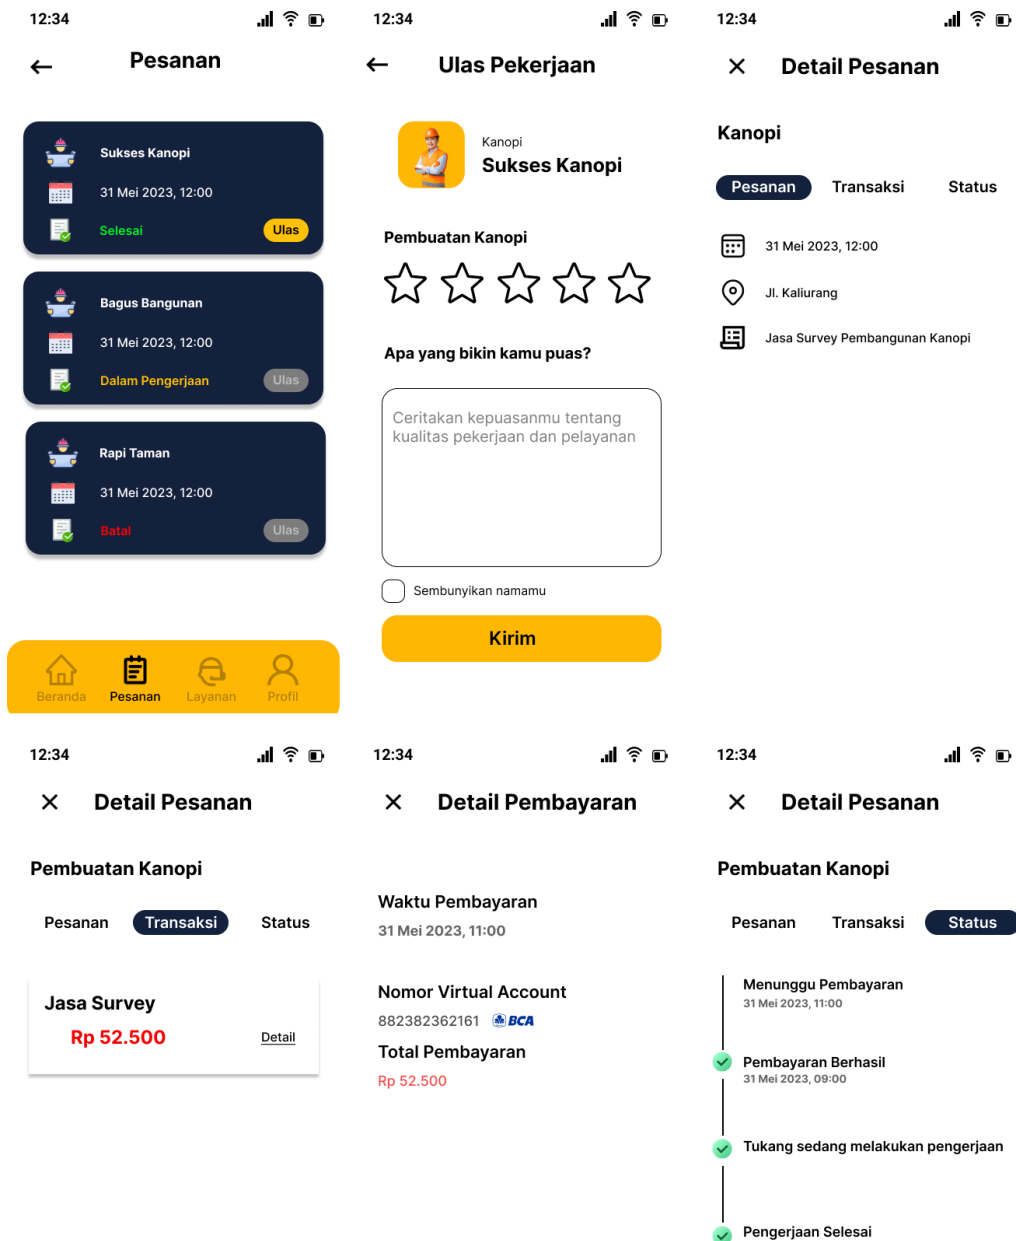 12:34
Pesanan
Sukses Kanopi
31 Mei 2023, 12:00
Selesai
Ulas
Bagus Bangunan
31 Mei 2023, 12:00
Dalam Pengerjaan
Ulas
Rapi Taman
31 Mei 2023, 12:00
Batal
Ulas
Beranda
Pesanan
Layanan
Profil
12:34
Ulas Pekerjaan
Kanopi
Sukses Kanopi
Pembuatan Kanopi
Apa yang bikin kamu puas?
Ceritakan kepuasanmu tentang
kualitas pekerjaan dan pelayanan
Sembunyikan namamu
Kirim
12:34
Detail Pesanan
Kanopi
Pesanan
Transaksi
Status
31 Mei 2023, 12:00
Jl. Kaliurang
Jasa Survey Pembangunan Kanopi
12:34
Detail Pesanan
Pembuatan Kanopi
Pesanan
Transaksi
Status
Jasa Survey
Rp 52.500
Detail
12:34
Detail Pembayaran
Waktu Pembayaran
31 Mei 2023, 11:00
Nomor Virtual Account
882382362161 BCA
Total Pembayaran
Rp 52.500
12:34
Detail Pesanan
Pembuatan Kanopi
Pesanan
Transaksi
Status
Menunggu Pembayaran
31 Mei 2023, 11:00
Pembayaran Berhasil
31 Mei 2023, 09:00
Tukang sedang melakukan pengerjaan
Pengerjaan Selesai